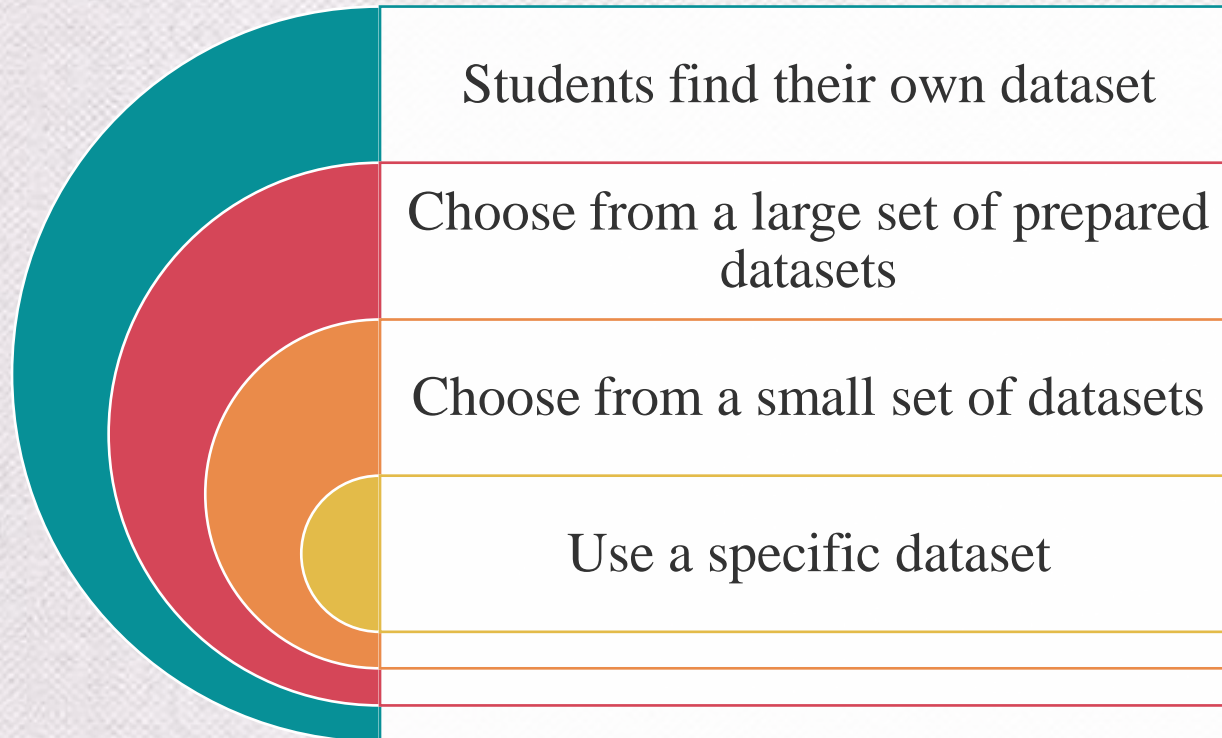 Students find their own dataset
Choose from a large set of prepared
datasets
Choose from a small set of datasets
Use a specific dataset